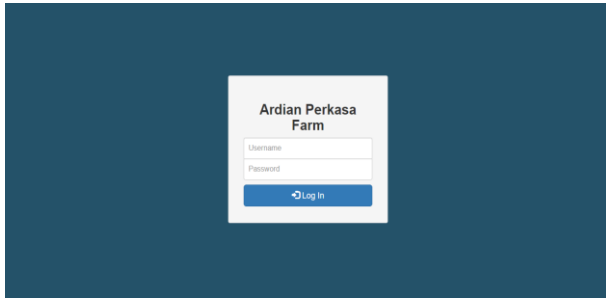 Ardian Perkasa
Farm
Username
Password
Log In